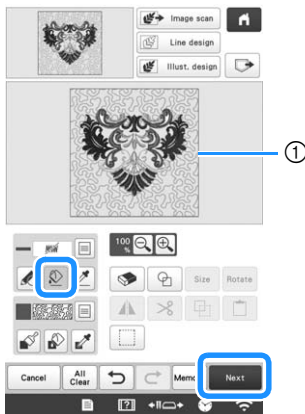 Image scan
Line design
Illust. design
①
100 %
Size Rotate
Cancel All Clear Memo Next